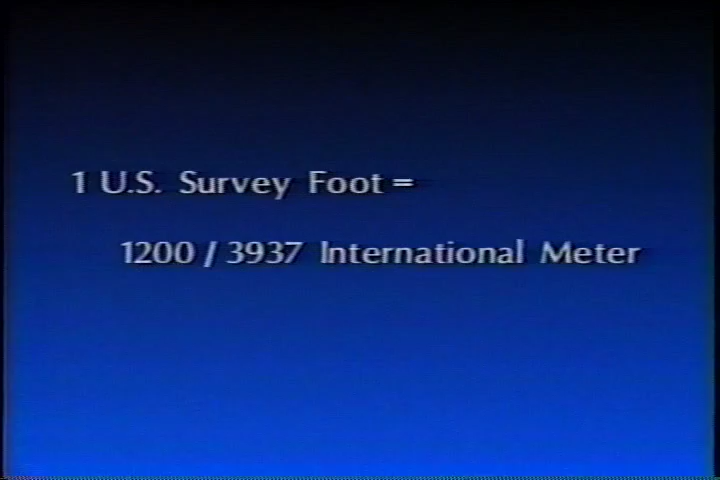 1 U.S. Survey Foot =
1200 / 3937 International Meter